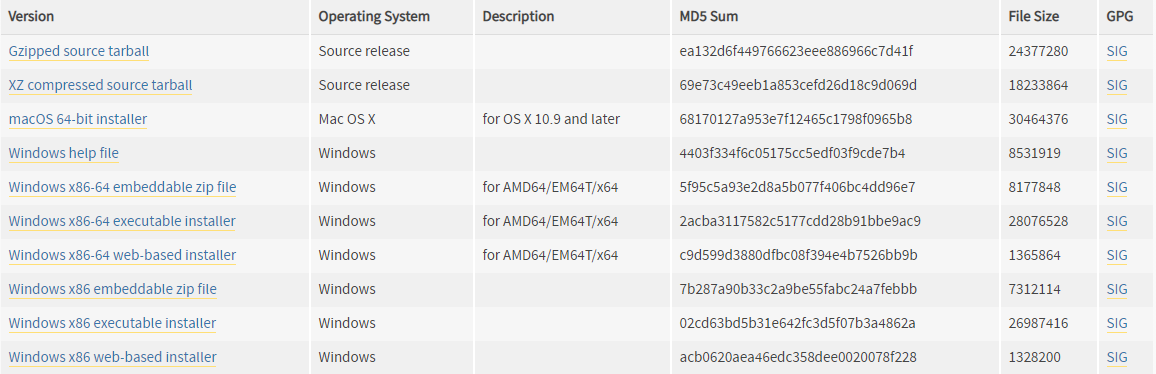 Version Operating System Description MD5 Sum File Size GPG
Gzipped source tarball Source release ea132d6f449766623eee886966c7d41f 24377280 SIG
XZ compressed source tarball Source release 69e73c49eeb1a853cefd26d18c9d069d 18233864 SIG
macOS 64-bit installer Mac OS X for OS X 10.9 and later 68170127a953e7f12465c1798f0965b8 30464376 SIG
Windows help file Windows 4403f334f6c05175cc5edf03f9cde7b4 8531919 SIG
Windows x86-64 embeddable zip file Windows for AMD64/EM64T/x64 5f95c5a93e2d8a5b077f406bc4dd96e7 8177848 SIG
Windows x86-64 executable installer Windows for AMD64/EM64T/x64 2acba3117582c5177cdd28b91bbe9ac9 28076528 SIG
Windows x86-64 web-based installer Windows for AMD64/EM64T/x64 c9d599d3880dfbc08f394e4b7526bb9b 1365864 SIG
Windows x86 embeddable zip file Windows 7b287a90b33c2a9be55fabc24a7febbb 7312114 SIG
Windows x86 executable installer Windows 02cd63bd5b31e642fc3d5f07b3a4862a 26987416 SIG
Windows x86 web-based installer Windows acb0620aea46edc358dee0020078f228 1328200 SIG